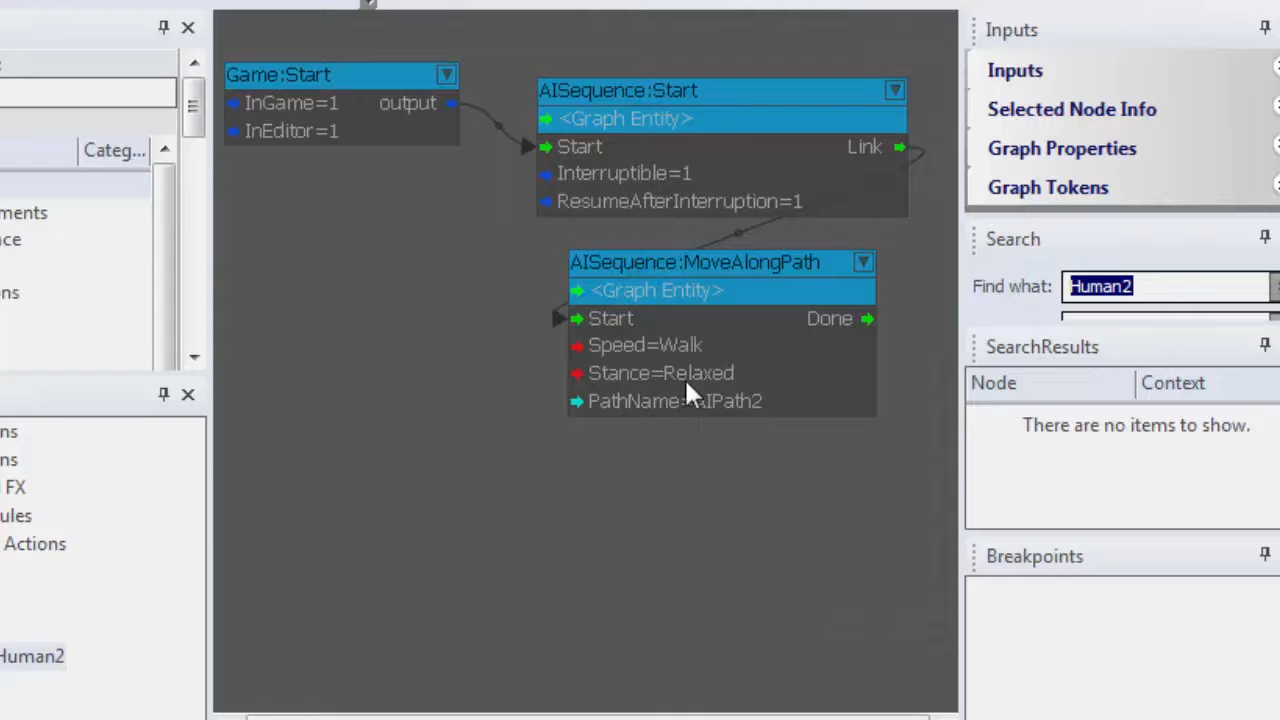 Categ...
ments
ce
ns
ns
ns
FX
ules
Actions
Human2
Game:Start
InGame=1 output
InEditor=1
AISequence:Start
<Graph Entity>
Start Link
Interruptible=1
ResumeAfterInterruption=1
AISequence:MoveAlongPath
<Graph Entity>
Start Done
Speed=Walk
Stance=Relaxed
PathName=AIPath2
Inputs
Inputs
Selected Node Info
Graph Properties
Graph Tokens
Search
Find what: Human2
SearchResults
Node Context
There are no items to show.
Breakpoints